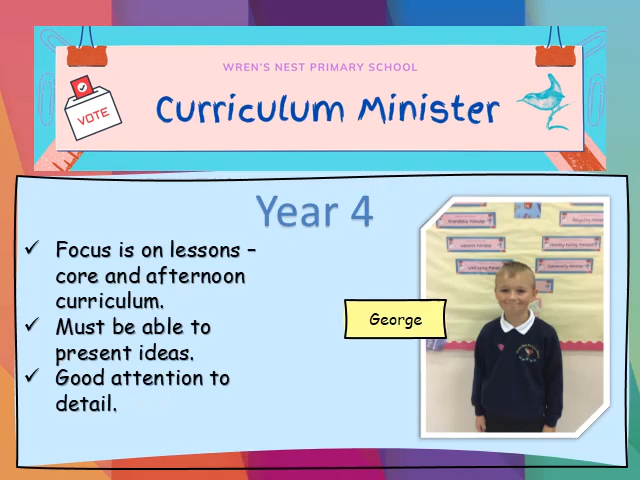 WREN'S NEST PRIMARY SCHOOL
Curriculum Minister
VOTE
Year 4
✓ Focus is on lessons –
core and afternoon
curriculum.
✓ Must be able to
present ideas.
✓ Good attention to
detail.
George